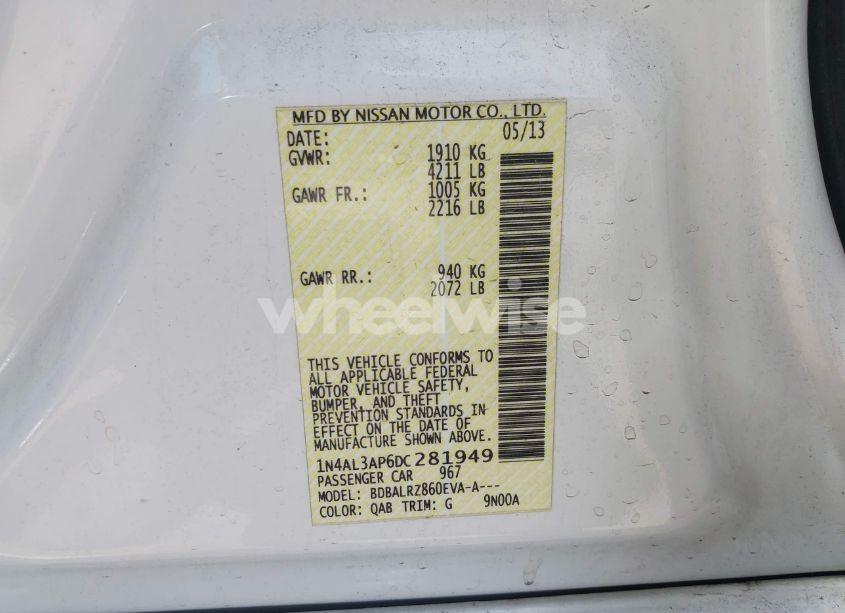 MFD BY NISSAN MOTOR CO., LTD.
DATE: 05/13
GVWR: 1910 KG
4211 LB
GAWR FR.: 1005 KG
2216 LB
GAWR RR.: 940 KG
2072 LB
wheelwise
THIS VEHICLE CONFORMS TO
ALL APPLICABLE FEDERAL
MOTOR VEHICLE SAFETY,
BUMPER, AND THEFT
PREVENTION STANDARDS IN
EFFECT ON THE DATE OF
MANUFACTURE SHOWN ABOVE.
1N4AL3AP6DC281949
PASSENGER CAR 967
MODEL: BDBALRZ860EVA-A---
COLOR: QAB TRIM: G 9N00A